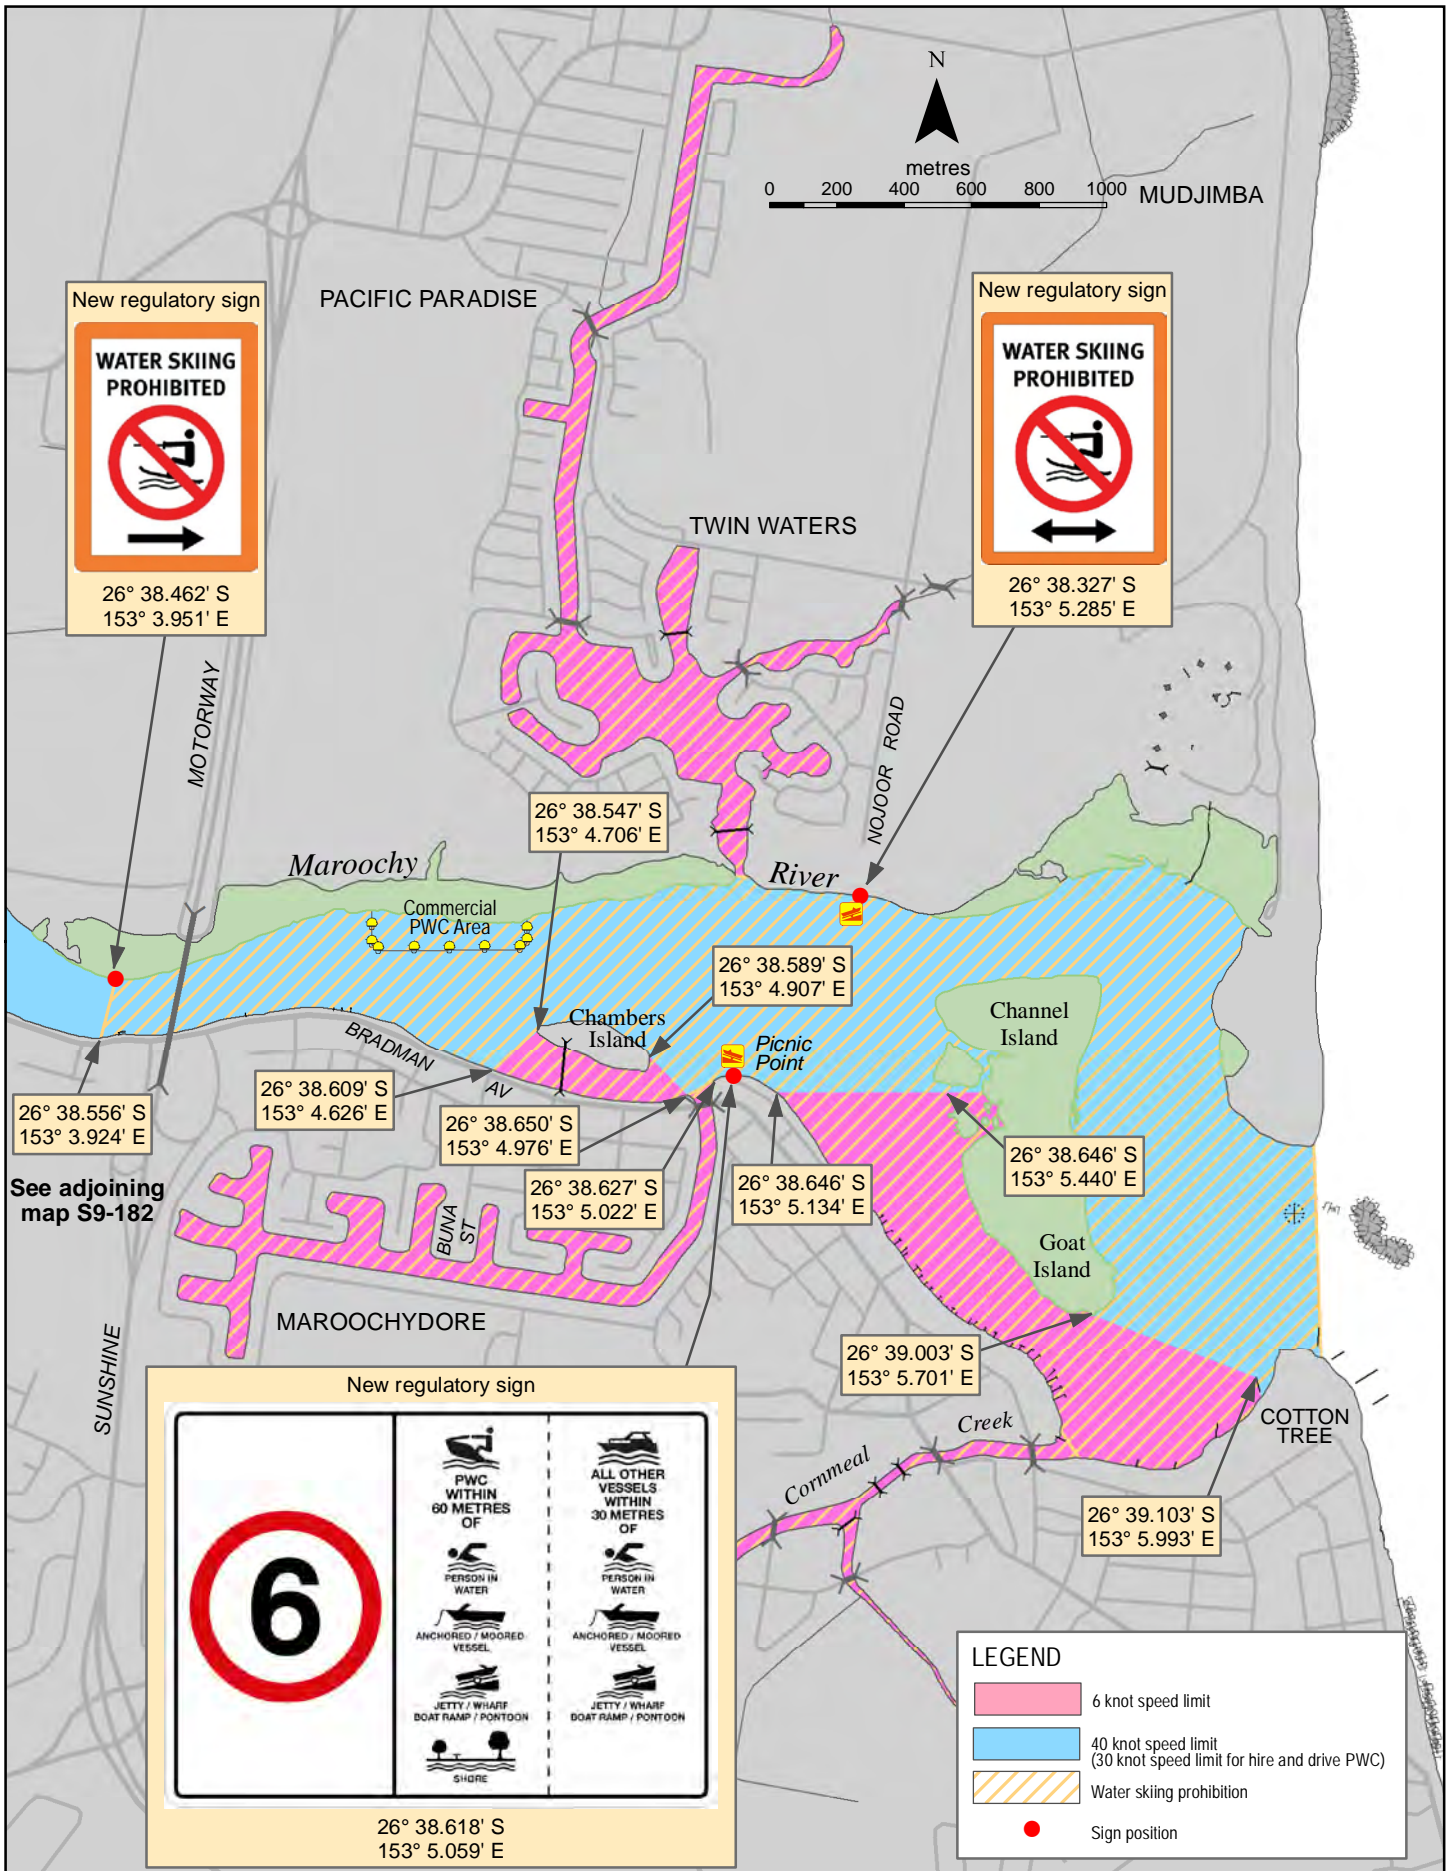 N
metres
0 200 400 600 800 1000
MUDJIMBA
PACIFIC PARADISE
New regulatory sign
WATER SKIING
PROHIBITED
26° 38.462' S
153° 3.951' E
New regulatory sign
WATER SKIING
PROHIBITED
26° 38.327' S
153° 5.285' E
TWIN WATERS
MOTORWAY
NOJOOR ROAD
26° 38.547' S
153° 4.706' E
Maroochy
River
Commercial
PWC Area
26° 38.589' S
153° 4.907' E
Channel
Island
Chambers
Island
Picnic
Point
BRADMAN
AV
26° 38.609' S
153° 4.626' E
26° 38.556' S
153° 3.924' E
26° 38.650' S
153° 4.976' E
26° 38.646' S
153° 5.440' E
See adjoining
map S9-182
26° 38.627' S
153° 5.022' E
26° 38.646' S
153° 5.134' E
BUNA
ST
Goat
Island
MAROOCHYDORE
SUNSHINE
26° 39.003' S
153° 5.701' E
COTTON
TREE
Cornmeal
Creek
26° 39.103' S
153° 5.993' E
New regulatory sign
6
PWC
WITHIN
60 METRES
OF
PERSON IN
WATER
ANCHORED / MOORED
VESSEL
JETTY / WHARF
BOAT RAMP / PONTOON
SHORE
ALL OTHER
VESSELS
WITHIN
30 METRES
OF
PERSON IN
WATER
ANCHORED / MOORED
VESSEL
JETTY / WHARF
BOAT RAMP / PONTOON
26° 38.618' S
153° 5.059' E
LEGEND
6 knot speed limit
40 knot speed limit
(30 knot speed limit for hire and drive PWC)
Water skiing prohibition
Sign position